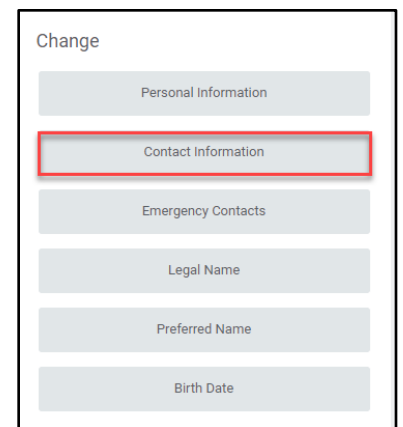 Change
Personal Information
Contact Information
Emergency Contacts
Legal Name
Preferred Name
Birth Date